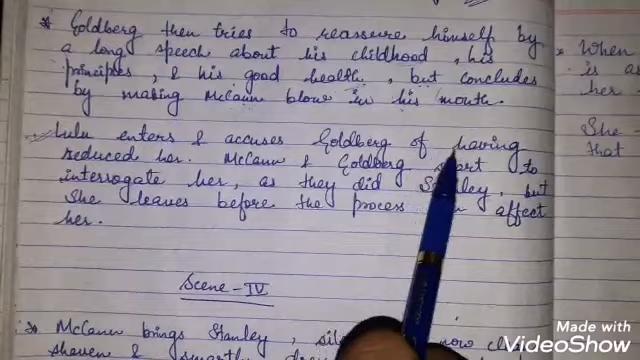 * Goldberg then tries to reassure himself by
a long speech about his childhood, his
principles, & his good health, but concludes
by making McCann blow in his mouth.
Lulu enters & accuses Goldberg of having
reduced her. McCann & Goldberg start to
interrogate her, as they did Stanley, but
she leaves before the process affect
her.
Scene-IV
McCann brings Stanley, now
shaven & smartly
When
is as
her.
She
that
Made with
VideoShow